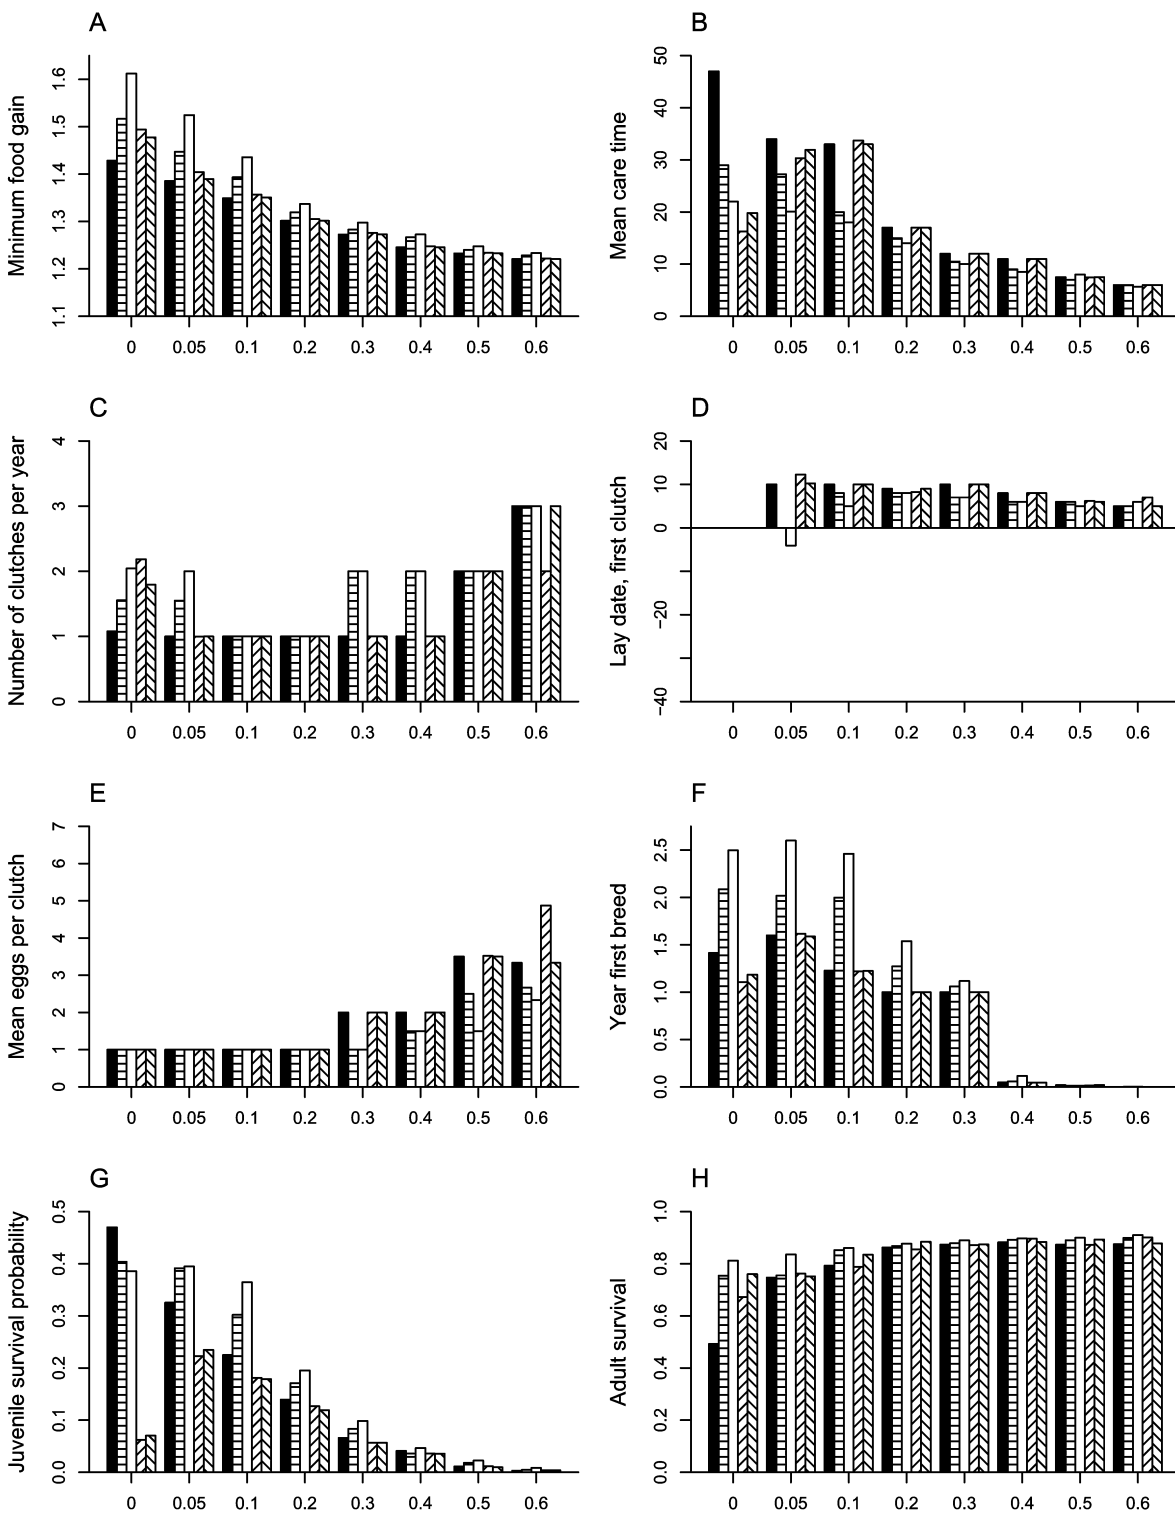 A
Minimum food gain
1.1 1.2 1.3 1.4 1.5 1.6
0 0.05 0.1 0.2 0.3 0.4 0.5 0.6
B
Mean care time
0 10 20 30 40 50
0 0.05 0.1 0.2 0.3 0.4 0.5 0.6
C
Number of clutches per year
0 1 2 3 4
0 0.05 0.1 0.2 0.3 0.4 0.5 0.6
D
Lay date, first clutch
−40 −20 0 10 20
0 0.05 0.1 0.2 0.3 0.4 0.5 0.6
E
Mean eggs per clutch
0 1 2 3 4 5 6 7
0 0.05 0.1 0.2 0.3 0.4 0.5 0.6
F
Year first breed
0.0 0.5 1.0 1.5 2.0 2.5
0 0.05 0.1 0.2 0.3 0.4 0.5 0.6
G
Juvenile survival probability
0.0 0.1 0.2 0.3 0.4 0.5
0 0.05 0.1 0.2 0.3 0.4 0.5 0.6
H
Adult survival
0.0 0.2 0.4 0.6 0.8 1.0
0 0.05 0.1 0.2 0.3 0.4 0.5 0.6